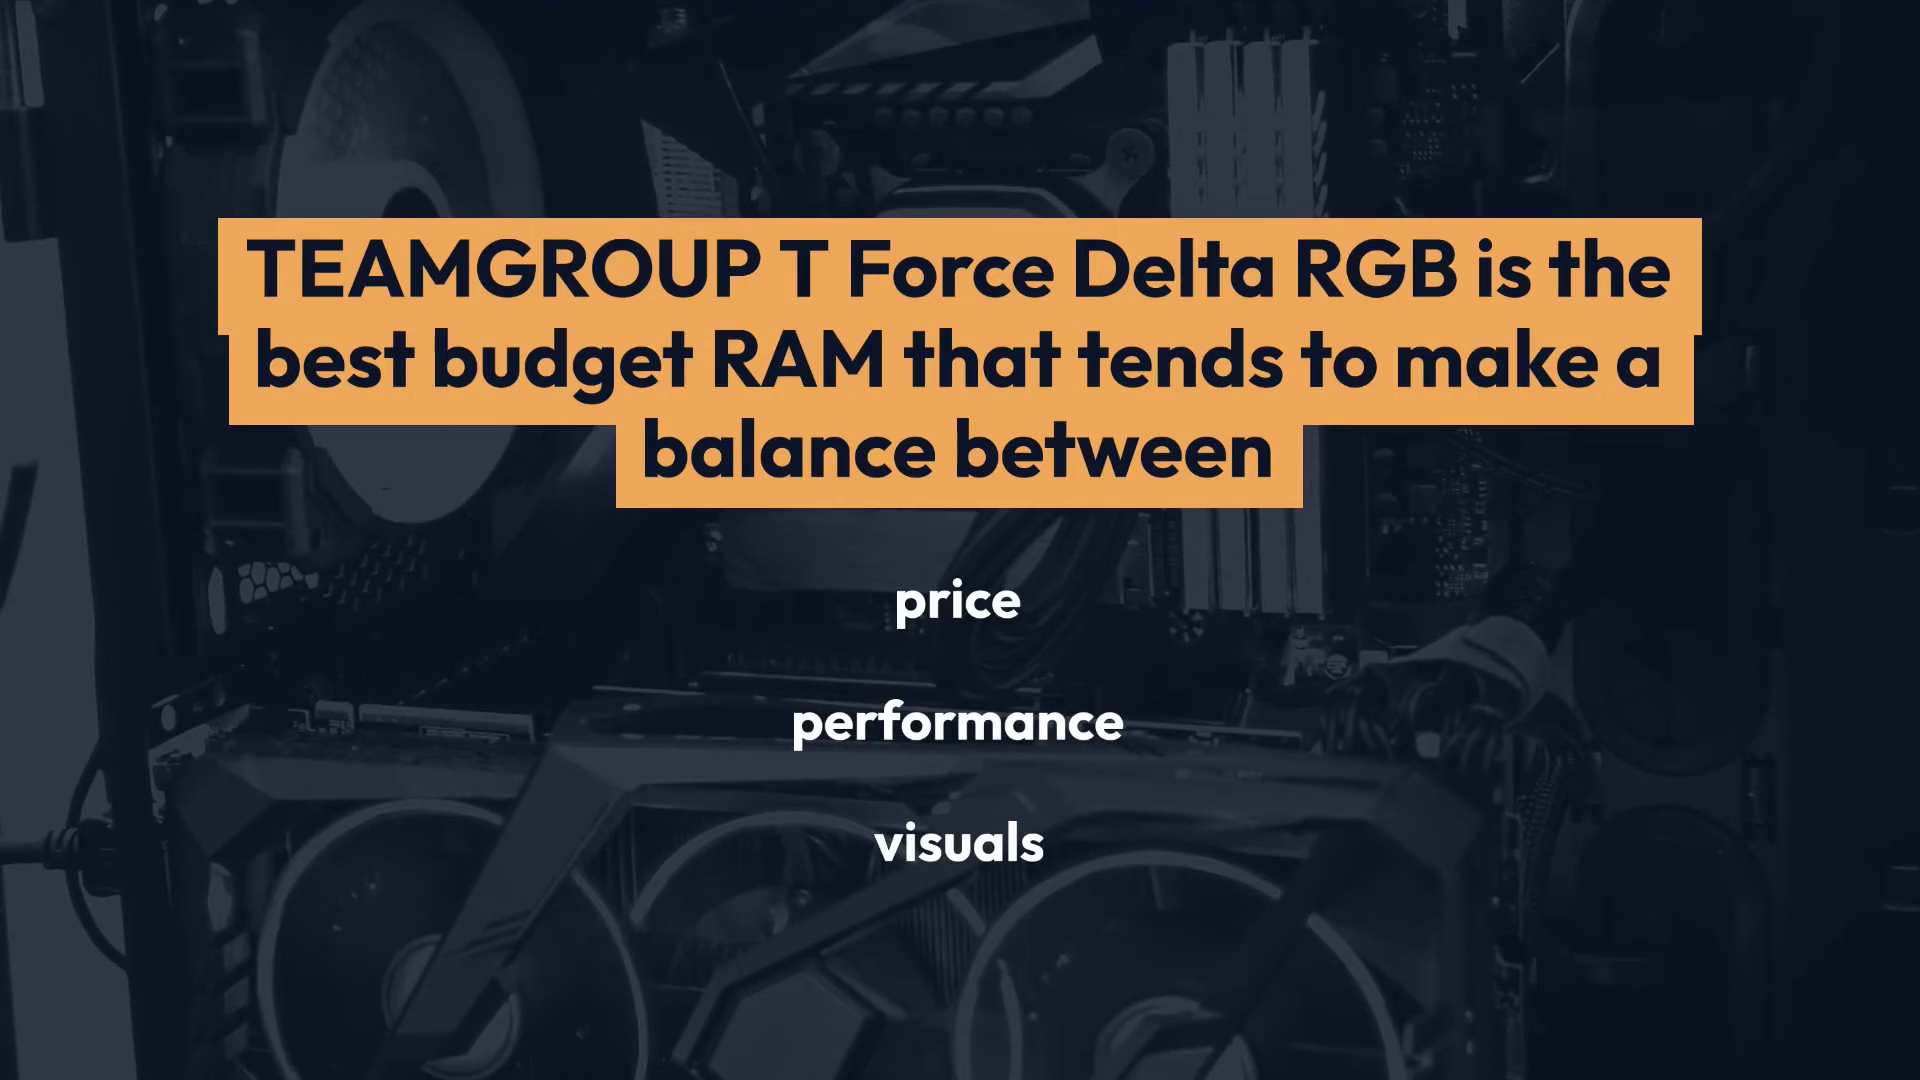 TEAMGROUP T Force Delta RGB is the
best budget RAM that tends to make a
balance between
price
performance
visuals